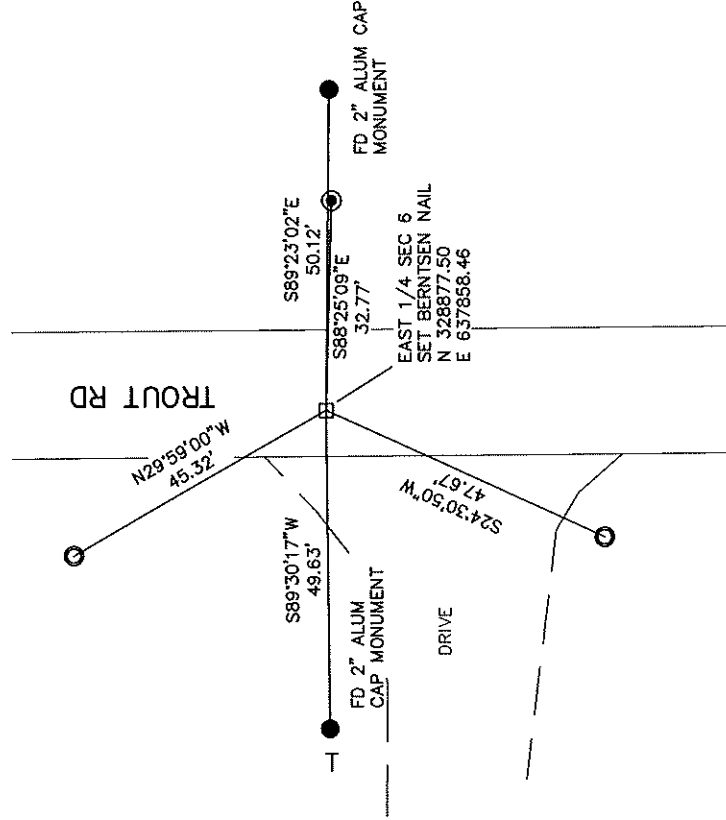 TROUT RD
N29°59'00"W
45.32'
S89°23'02"E
50.12'
S88°25'09"E
32.77'
FD 2" ALUM CAP
MONUMENT
EAST 1/4 SEC 6
SET BERNTSEN NAIL
N 328877.50
E 637858.46
S89°30'17"W
49.63'
S24°30'50"W
47.67'
FD 2" ALUM
CAP MONUMENT
DRIVE
T